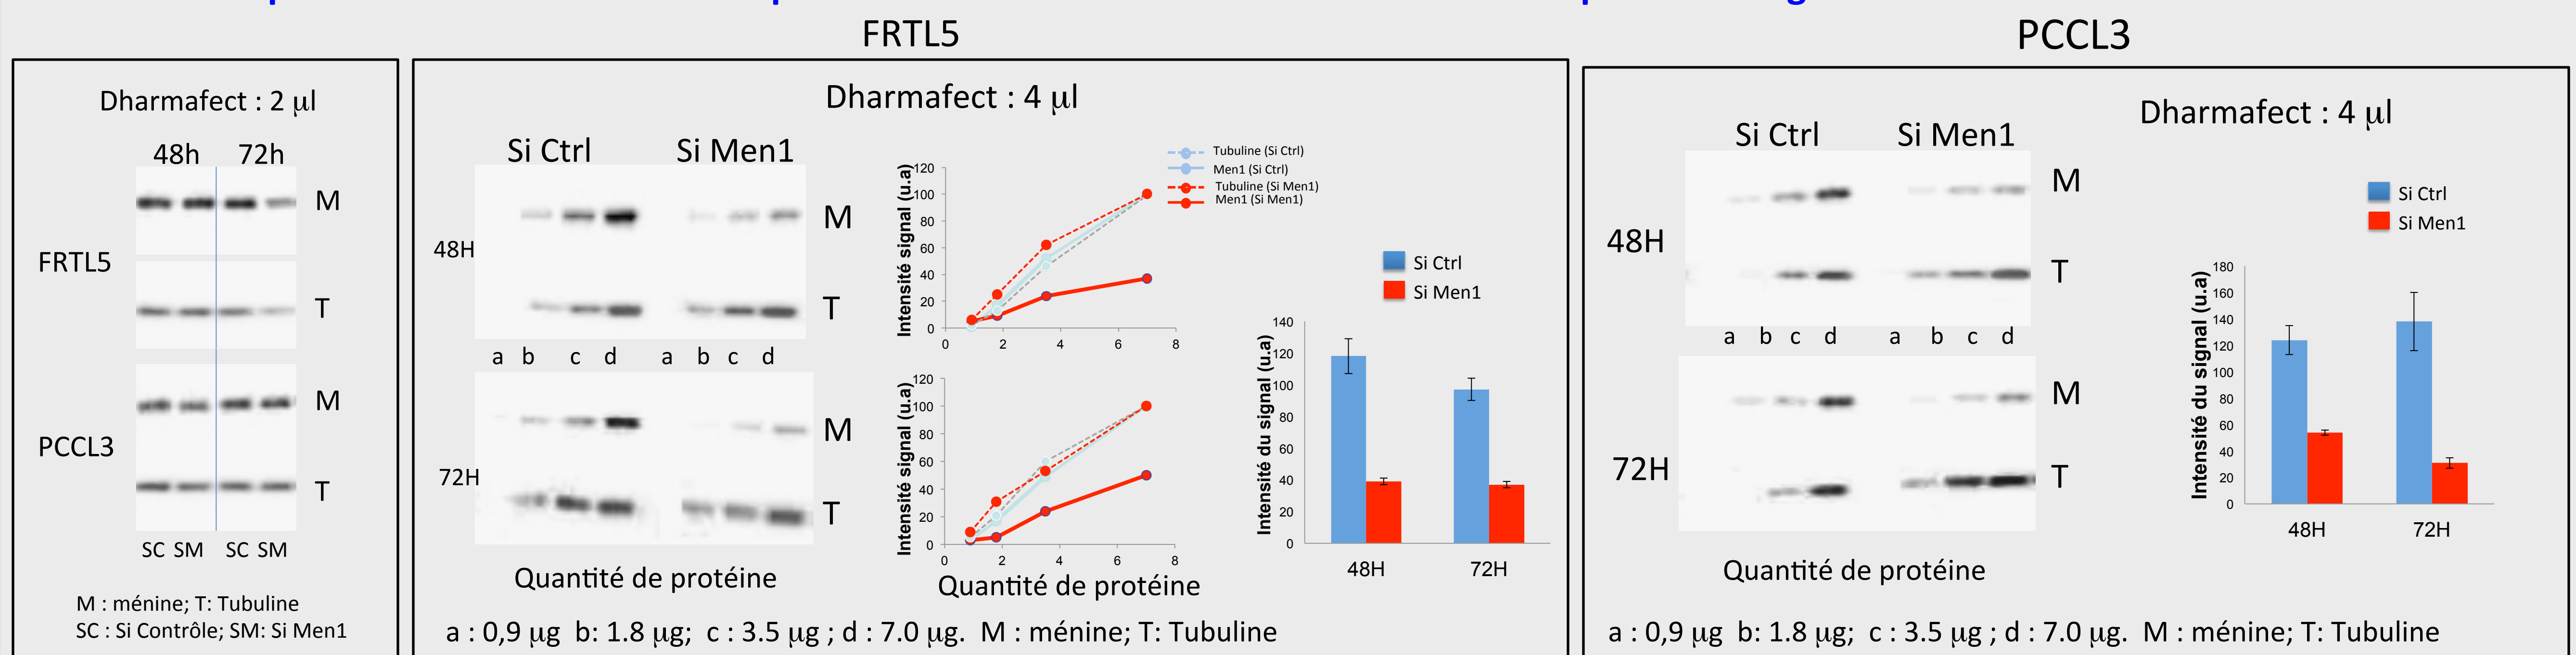 FRTL5
PCCL3
Dharmafect : 2 µl
48h 72h
M
FRTL5
T
M
PCCL3
T
SC SM SC SM
M : ménine; T: Tubuline
SC : Si Contrôle; SM: Si Men1
Dharmafect : 4 µl
Si Ctrl Si Men1
M
48H
T
a b c d a b c d
M
72H
T
Quantité de protéine
Tubuline (Si Ctrl)
Men1 (Si Ctrl)
Tubuline (Si Men1)
Men1 (Si Men1)
Intensité signal (u.a)
120
100
80
60
40
20
0
0 2 4 6 8
Intensité signal (u.a)
120
100
80
60
40
20
0
0 2 4 6 8
Quantité de protéine
Si Ctrl
Si Men1
Intensité du signal (u.a)
140
120
100
80
60
40
20
0
48H 72H
a : 0,9 µg b: 1.8 µg; c : 3.5 µg ; d : 7.0 µg. M : ménine; T: Tubuline
Dharmafect : 4 µl
Si Ctrl Si Men1
M
48H
T
a b c d a b c d
M
72H
T
Quantité de protéine
Si Ctrl
Si Men1
Intensité du signal (u.a)
180
160
140
120
100
80
60
40
20
0
48H 72H
a : 0,9 µg b: 1.8 µg; c : 3.5 µg ; d : 7.0 µg. M : ménine; T: Tubuline